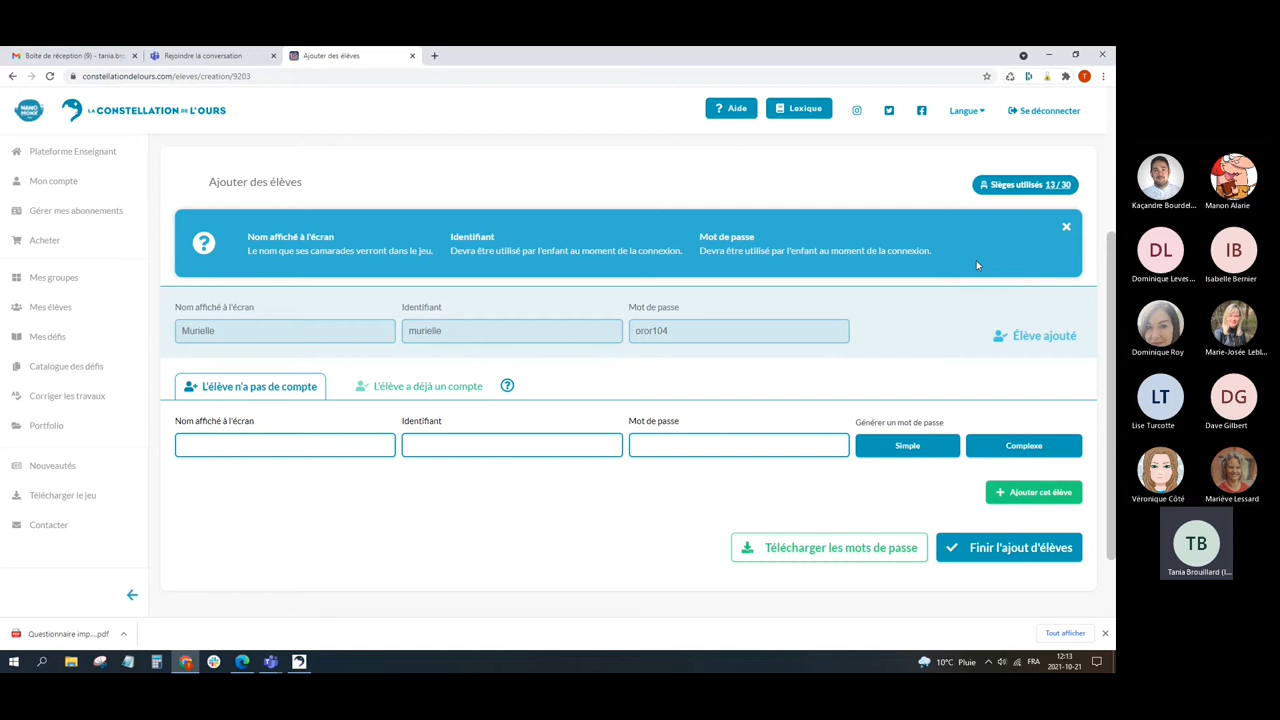 Boîte de réception (9) - tania.bro
Rejoindre la conversation
Ajouter des élèves
constellationdelours.com/eleves/creation/9203
T
NANO MONX
LA CONSTELLATION DE L'OURS
? Aide
Lexique
Langue
Se déconnecter
Plateforme Enseignant
Mon compte
Gérer mes abonnements
Acheter
Mes groupes
Mes élèves
Mes défis
Catalogue des défis
Corriger les travaux
Portfolio
Nouveautés
Télécharger le jeu
Contacter
Ajouter des élèves
Sièges utilisés 13 / 30
Nom affiché à l'écran
Le nom que ses camarades verront dans le jeu.
Identifiant
Devra être utilisé par l'enfant au moment de la connexion.
Mot de passe
Devra être utilisé par l'enfant au moment de la connexion.
Nom affiché à l'écran
Identifiant
Mot de passe
Murielle
murielle
oror104
Élève ajouté
L'élève n'a pas de compte
L'élève a déjà un compte
Nom affiché à l'écran
Identifiant
Mot de passe
Générer un mot de passe
Simple
Complexe
+ Ajouter cet élève
Télécharger les mots de passe
Finir l'ajout d'élèves
Questionnaire imp....pdf
Tout afficher
10°C Pluie
FRA
12:13
2021-10-21
Kaçandre Bourdel...
Manon Alarie
DL
Dominique Leves...
IB
Isabelle Bernier
Dominique Roy
Marie-Josée Lebl...
LT
Lise Turcotte
DG
Dave Gilbert
Véronique Côté
Mariève Lessard
TB
Tania Brouillard (I...